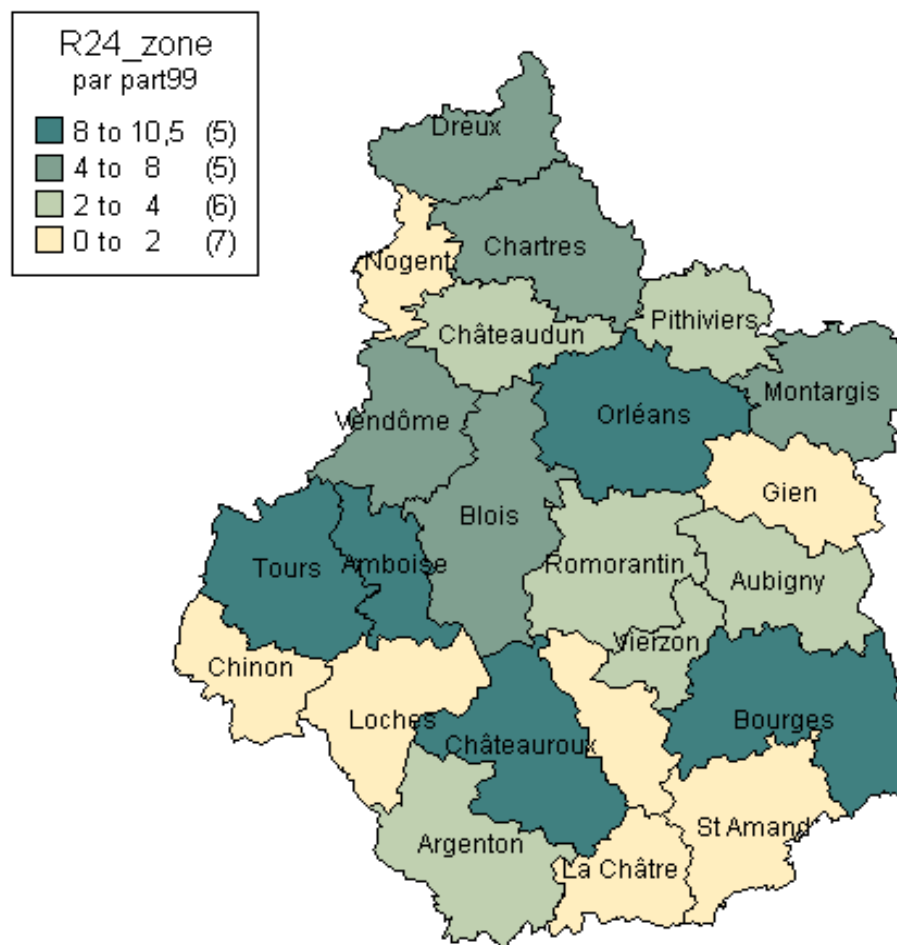 R24_zone
par part99
8 to 10,5 (5)
4 to 8 (5)
2 to 4 (6)
0 to 2 (7)
Dreux
Chartres
Nogent
Châteaudun
Pithiviers
Montargis
Orléans
Vendôme
Gien
Blois
Romorantin
Aubigny
Tours
Amboise
Vierzon
Chinon
Loches
Châteauroux
Bourges
St Amand
Argenton
La Châtre